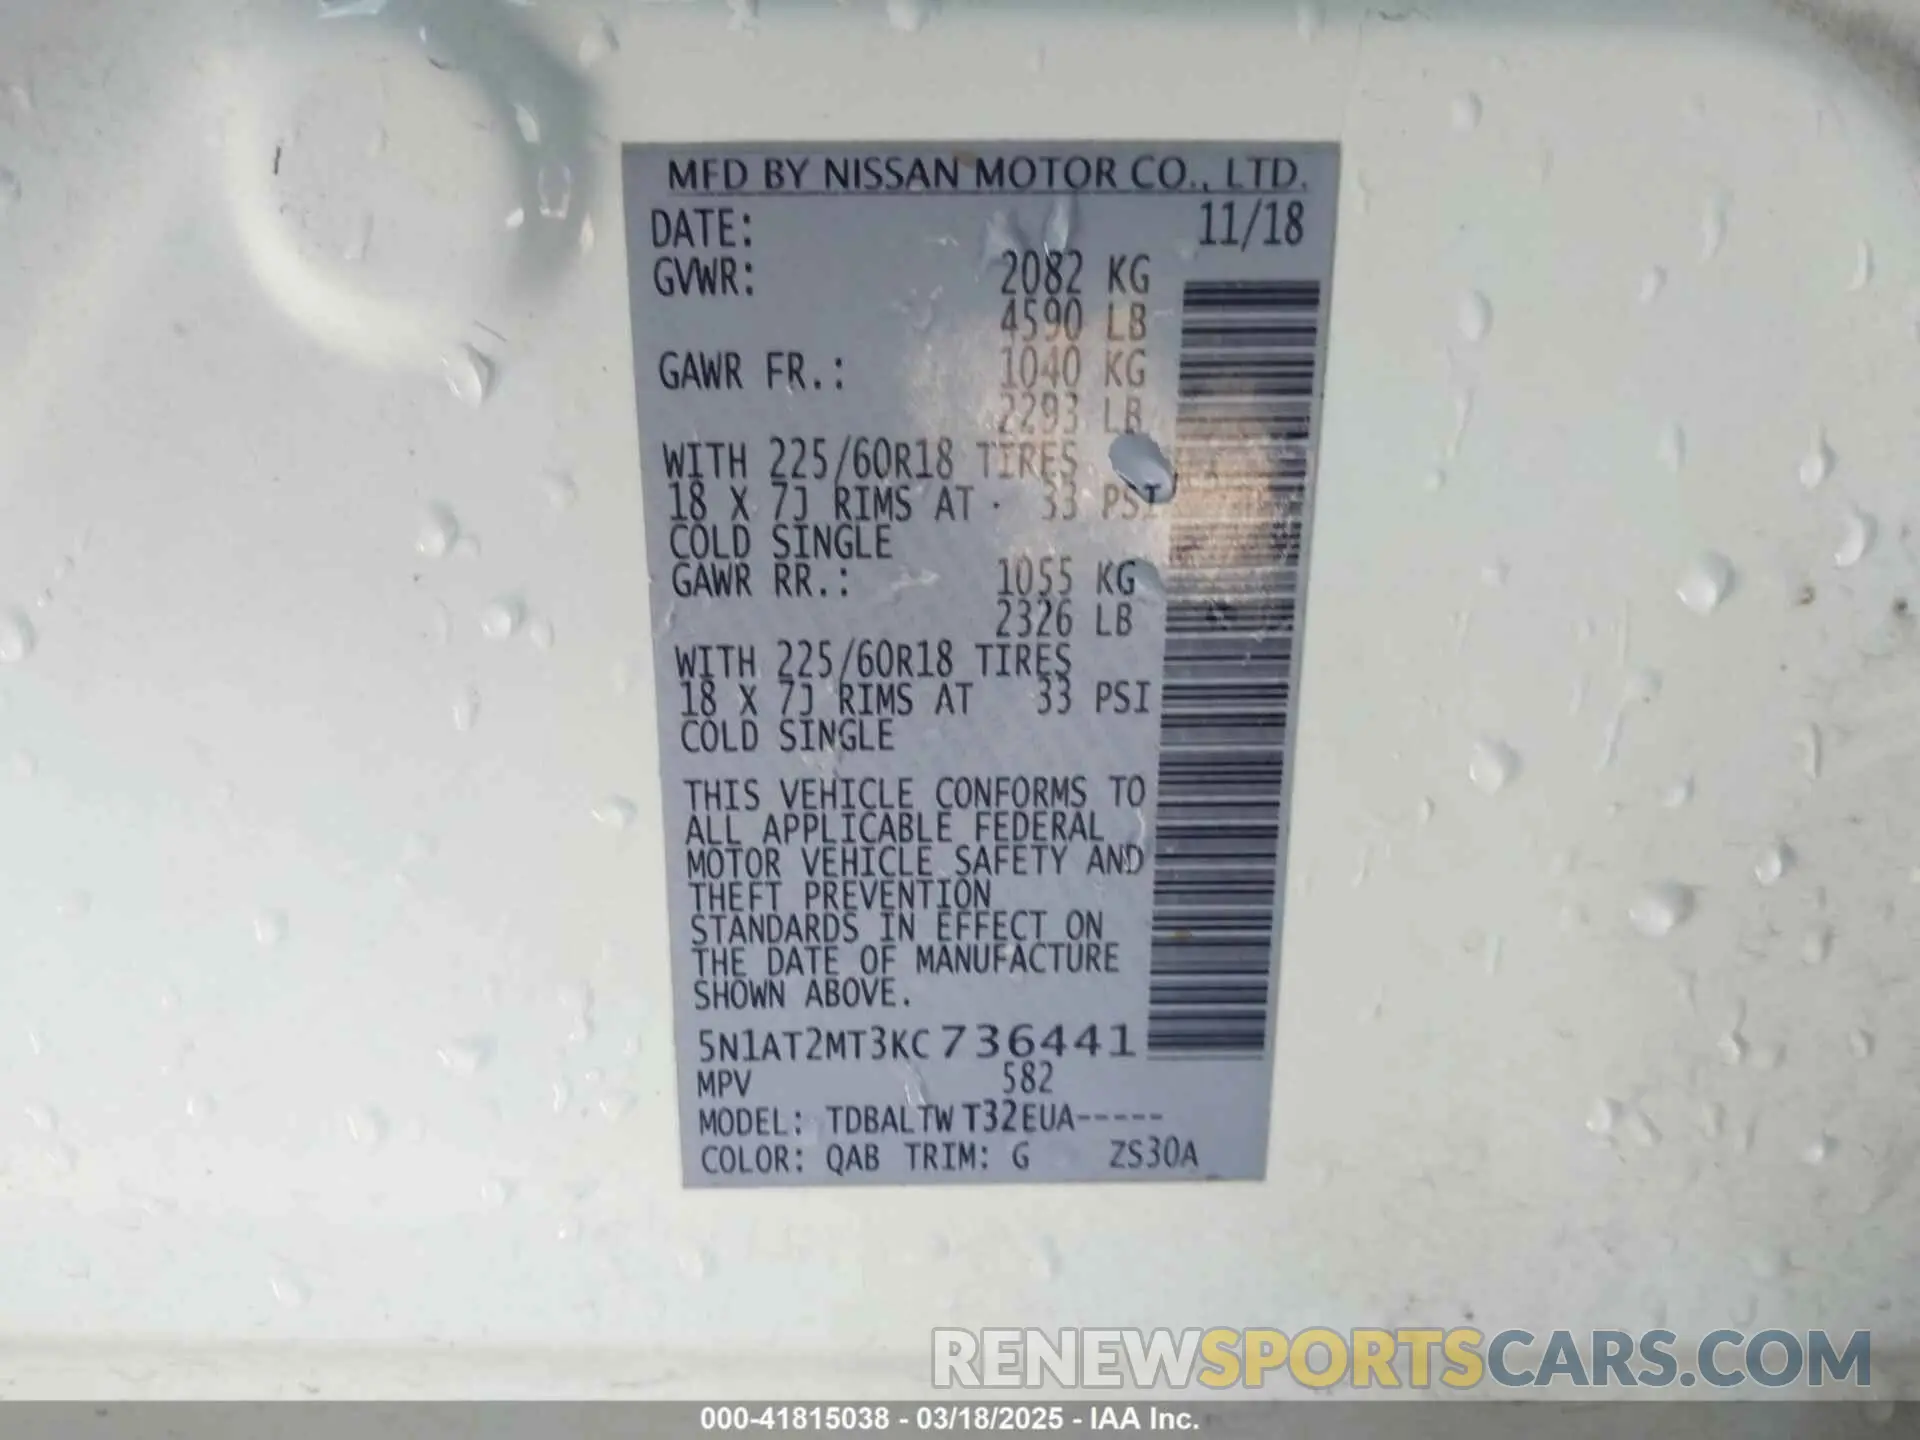 MFD BY NISSAN MOTOR CO., LTD.
DATE: 11/18
GVWR: 2082 KG
4590 LB
GAWR FR.: 1040 KG
2293 LB
WITH 225/60R18 TIRES
18 X 7J RIMS AT 33 PSI
COLD SINGLE
GAWR RR.: 1055 KG
2326 LB
WITH 225/60R18 TIRES
18 X 7J RIMS AT 33 PSI
COLD SINGLE
THIS VEHICLE CONFORMS TO
ALL APPLICABLE FEDERAL
MOTOR VEHICLE SAFETY AND
THEFT PREVENTION
STANDARDS IN EFFECT ON
THE DATE OF MANUFACTURE
SHOWN ABOVE.
5N1AT2MT3KC736441
MPV 582
MODEL: TDBALTW T32EUA-----
COLOR: QAB TRIM: G ZS30A
RENEWSPORTSCARS.COM
000-41815038 - 03/18/2025 - IAA Inc.